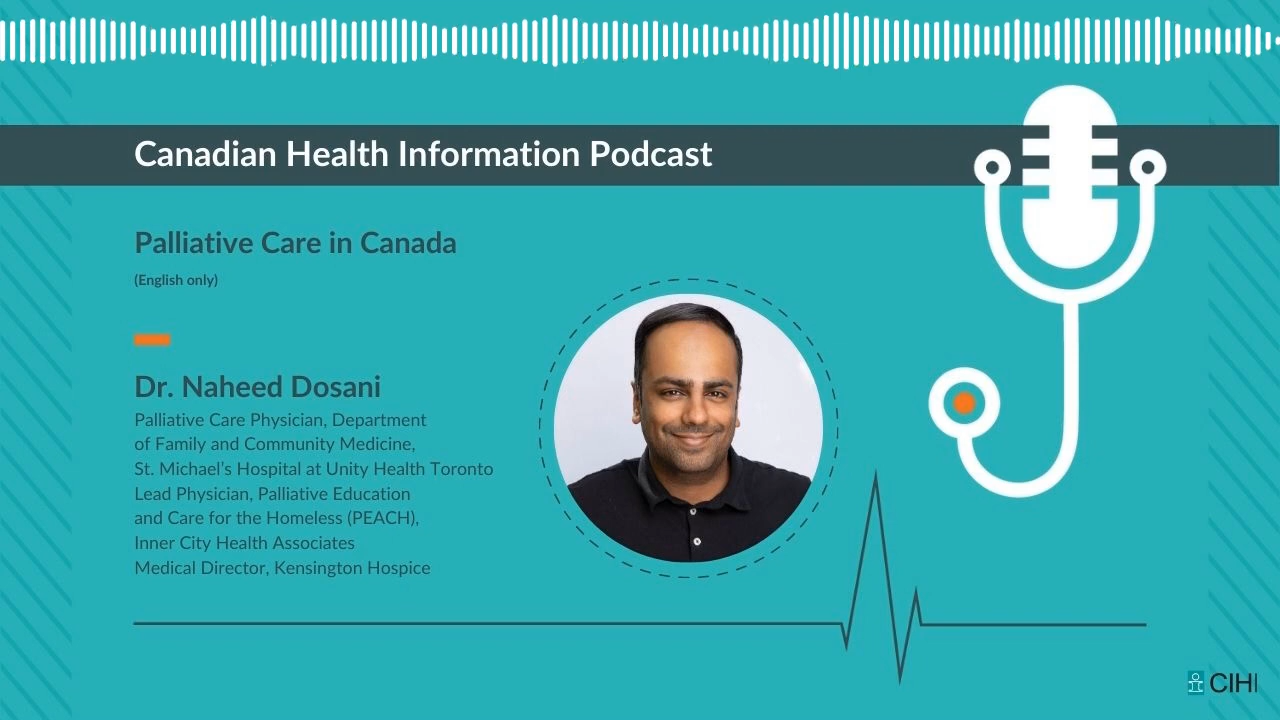 Canadian Health Information Podcast
Palliative Care in Canada
(English only)
Dr. Naheed Dosani
Palliative Care Physician, Department
of Family and Community Medicine,
St. Michael's Hospital at Unity Health Toronto
Lead Physician, Palliative Education
and Care for the Homeless (PEACH),
Inner City Health Associates
Medical Director, Kensington Hospice
CIHI